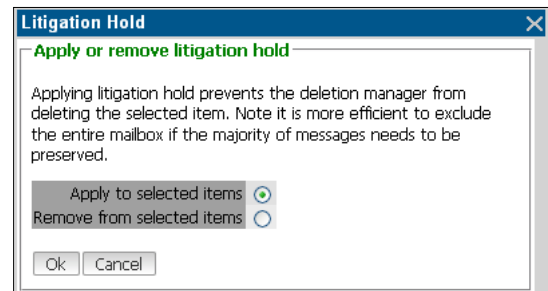 Litigation Hold
Apply or remove litigation hold
Applying litigation hold prevents the deletion manager from
deleting the selected item. Note it is more efficient to exclude
the entire mailbox if the majority of messages needs to be
preserved.
Apply to selected items
Remove from selected items
Ok Cancel